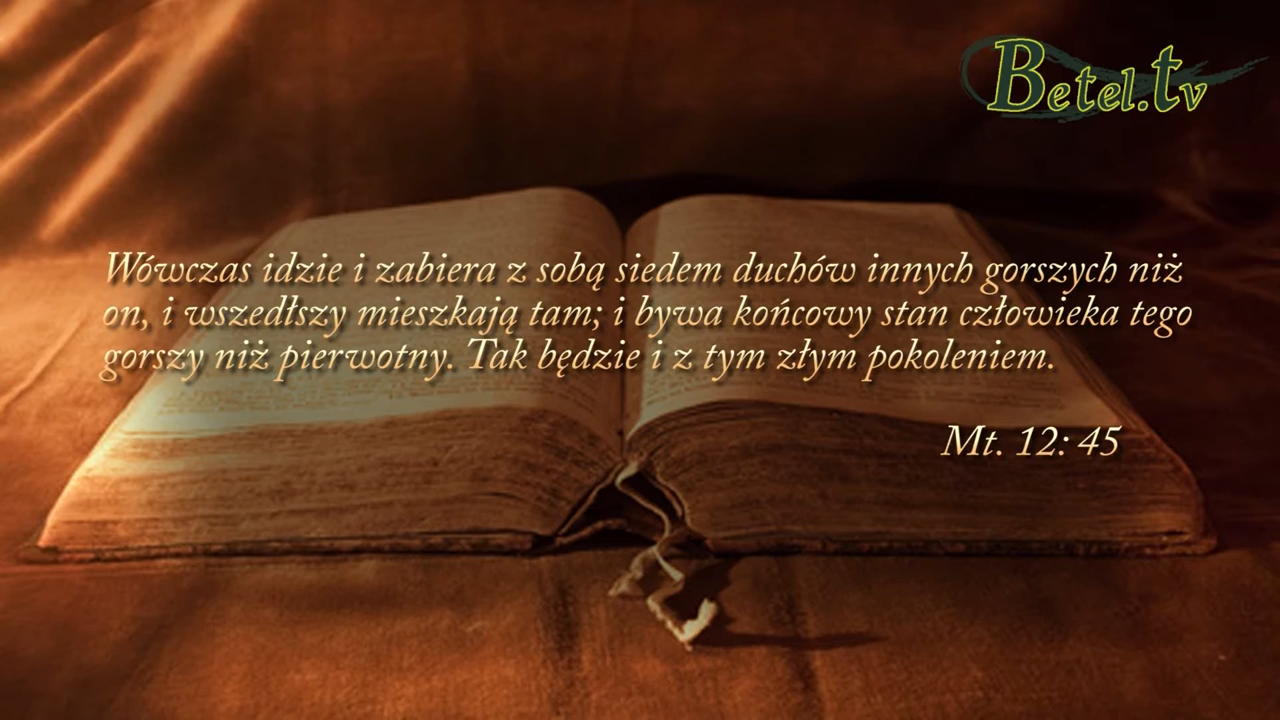 Betel.tv
Wówczas idzie i zabiera z sobą siedem duchów innych gorszych niż
on, i wszedłszy mieszkają tam; i bywa końcowy stan człowieka tego
gorszy niż pierwotny. Tak będzie i z tym złym pokoleniem.
Mt. 12: 45